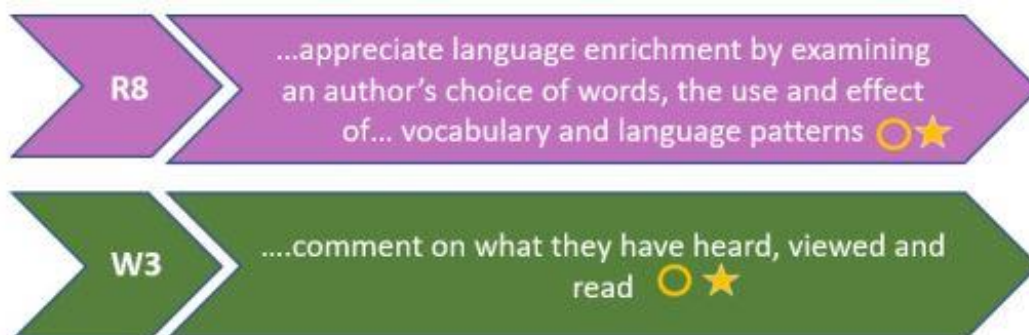 R8
...appreciate language enrichment by examining
an author's choice of words, the use and effect
of... vocabulary and language patterns
W3
....comment on what they have heard, viewed and
read